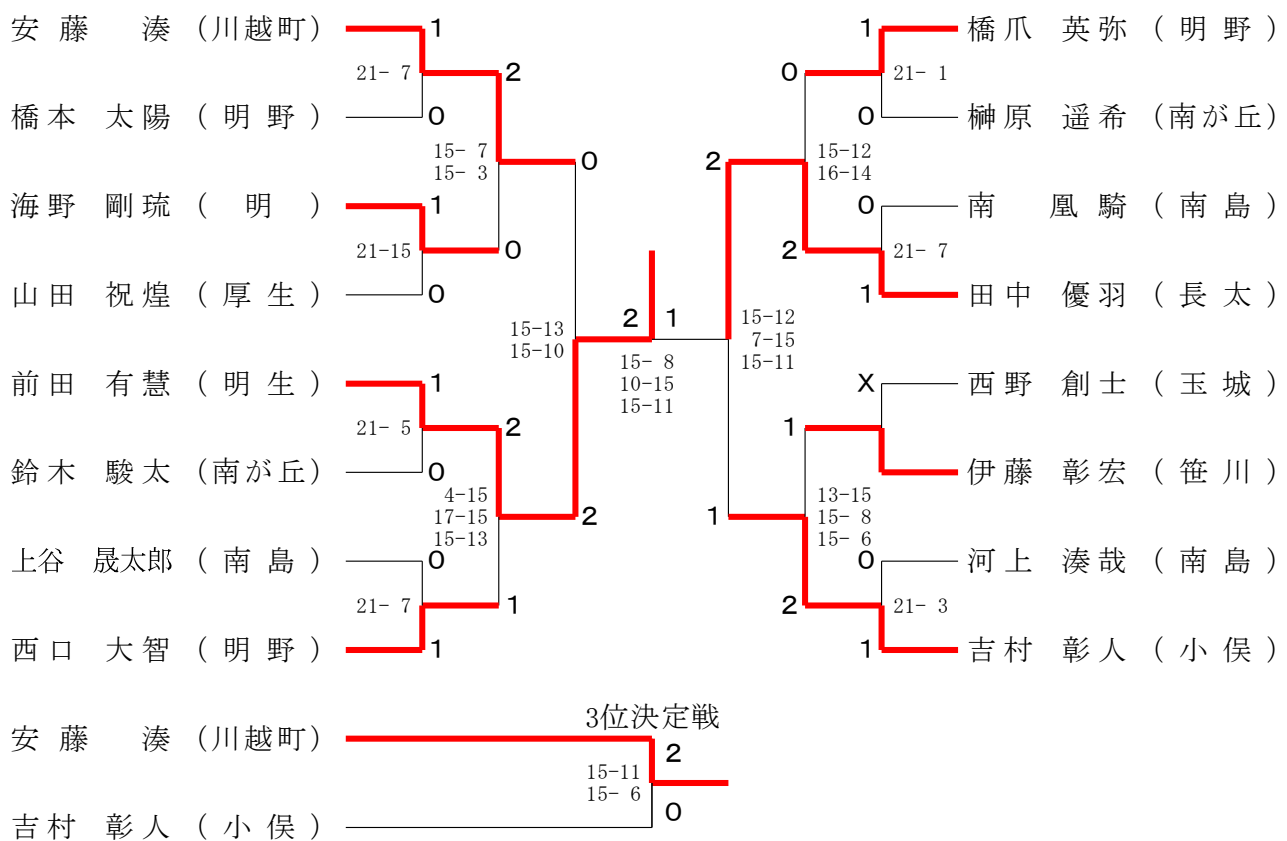 安藤 湊 (川越町) 1
21- 7 2
橋本 太陽 (明野) 0
15- 7
15- 3 0
海野 剛琉 (明) 1
21-15 0
山田 祝煌 (厚生) 0
15-13
15-10
前田 有慧 (明生) 1
21- 5 2
鈴木 駿太 (南が丘) 0
4-15
17-15
15-13 2
上谷 晟太郎 (南島) 0
21- 7 1
西口 大智 (明野) 1
2 1
15- 8
10-15
15-11
1 橋爪 英弥 (明野)
0 21- 1
0 榊原 遥希 (南が丘)
2 15-12
16-14
0 南 凰騎 (南島)
2 21- 7
1 田中 優羽 (長太)
15-12
7-15
15-11
X 西野 創士 (玉城)
1
伊藤 彰宏 (笹川)
1 13-15
15- 8
15- 6
0 河上 湊哉 (南島)
2 21- 3
1 吉村 彰人 (小俣)
3位決定戦
安藤 湊 (川越町) 2
15-11
15- 6
吉村 彰人 (小俣) 0